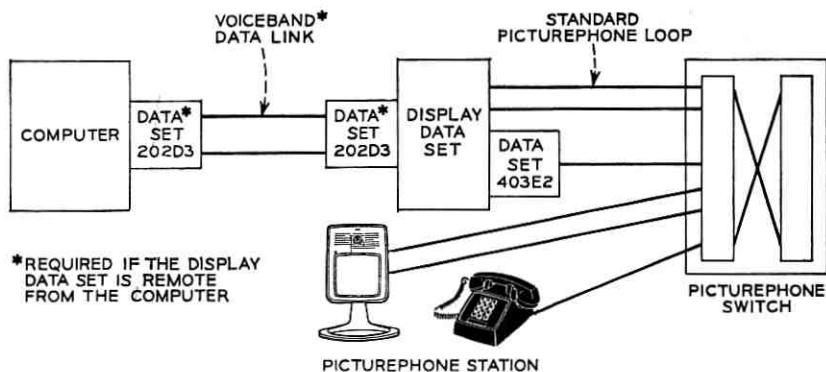 VOICEBAND*
DATA LINK
STANDARD
PICTUREPHONE LOOP
COMPUTER
DATA*
SET
202D3
DATA*
SET
202D3
DISPLAY
DATA
SET
DATA
SET
403E2
*REQUIRED IF THE DISPLAY
DATA SET IS REMOTE
FROM THE COMPUTER
PICTUREPHONE
SWITCH
PICTUREPHONE STATION